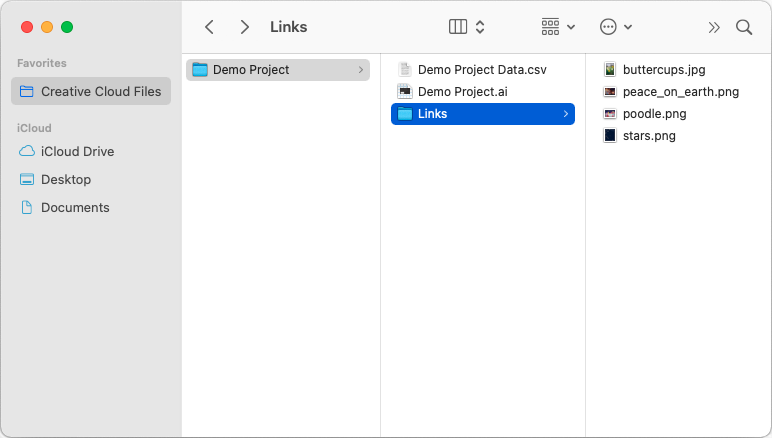 Links
Favorites
Creative Cloud Files
iCloud
iCloud Drive
Desktop
Documents
Demo Project
Demo Project Data.csv
Demo Project.ai
Links
buttercups.jpg
peace_on_earth.png
poodle.png
stars.png